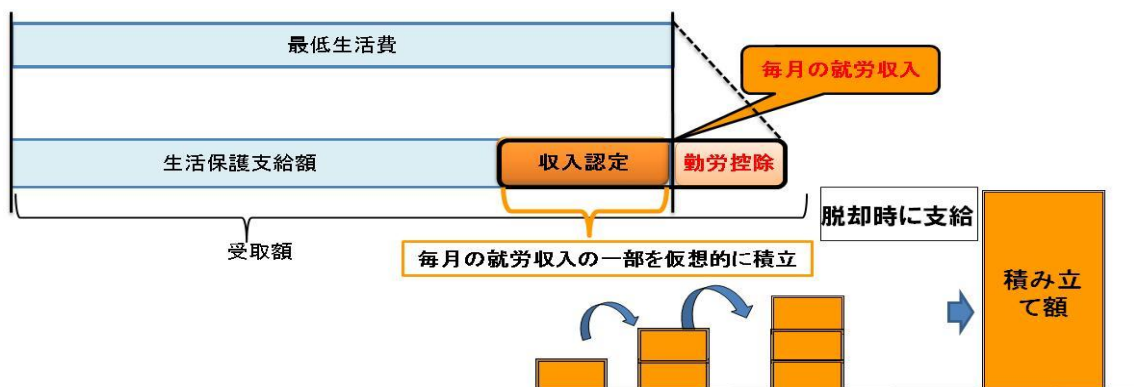 最低生活費
毎月の就労収入
生活保護支給額
収入認定
勤労控除
脱却時に支給
受取額
毎月の就労収入の一部を仮想的に積立
積み立
て額